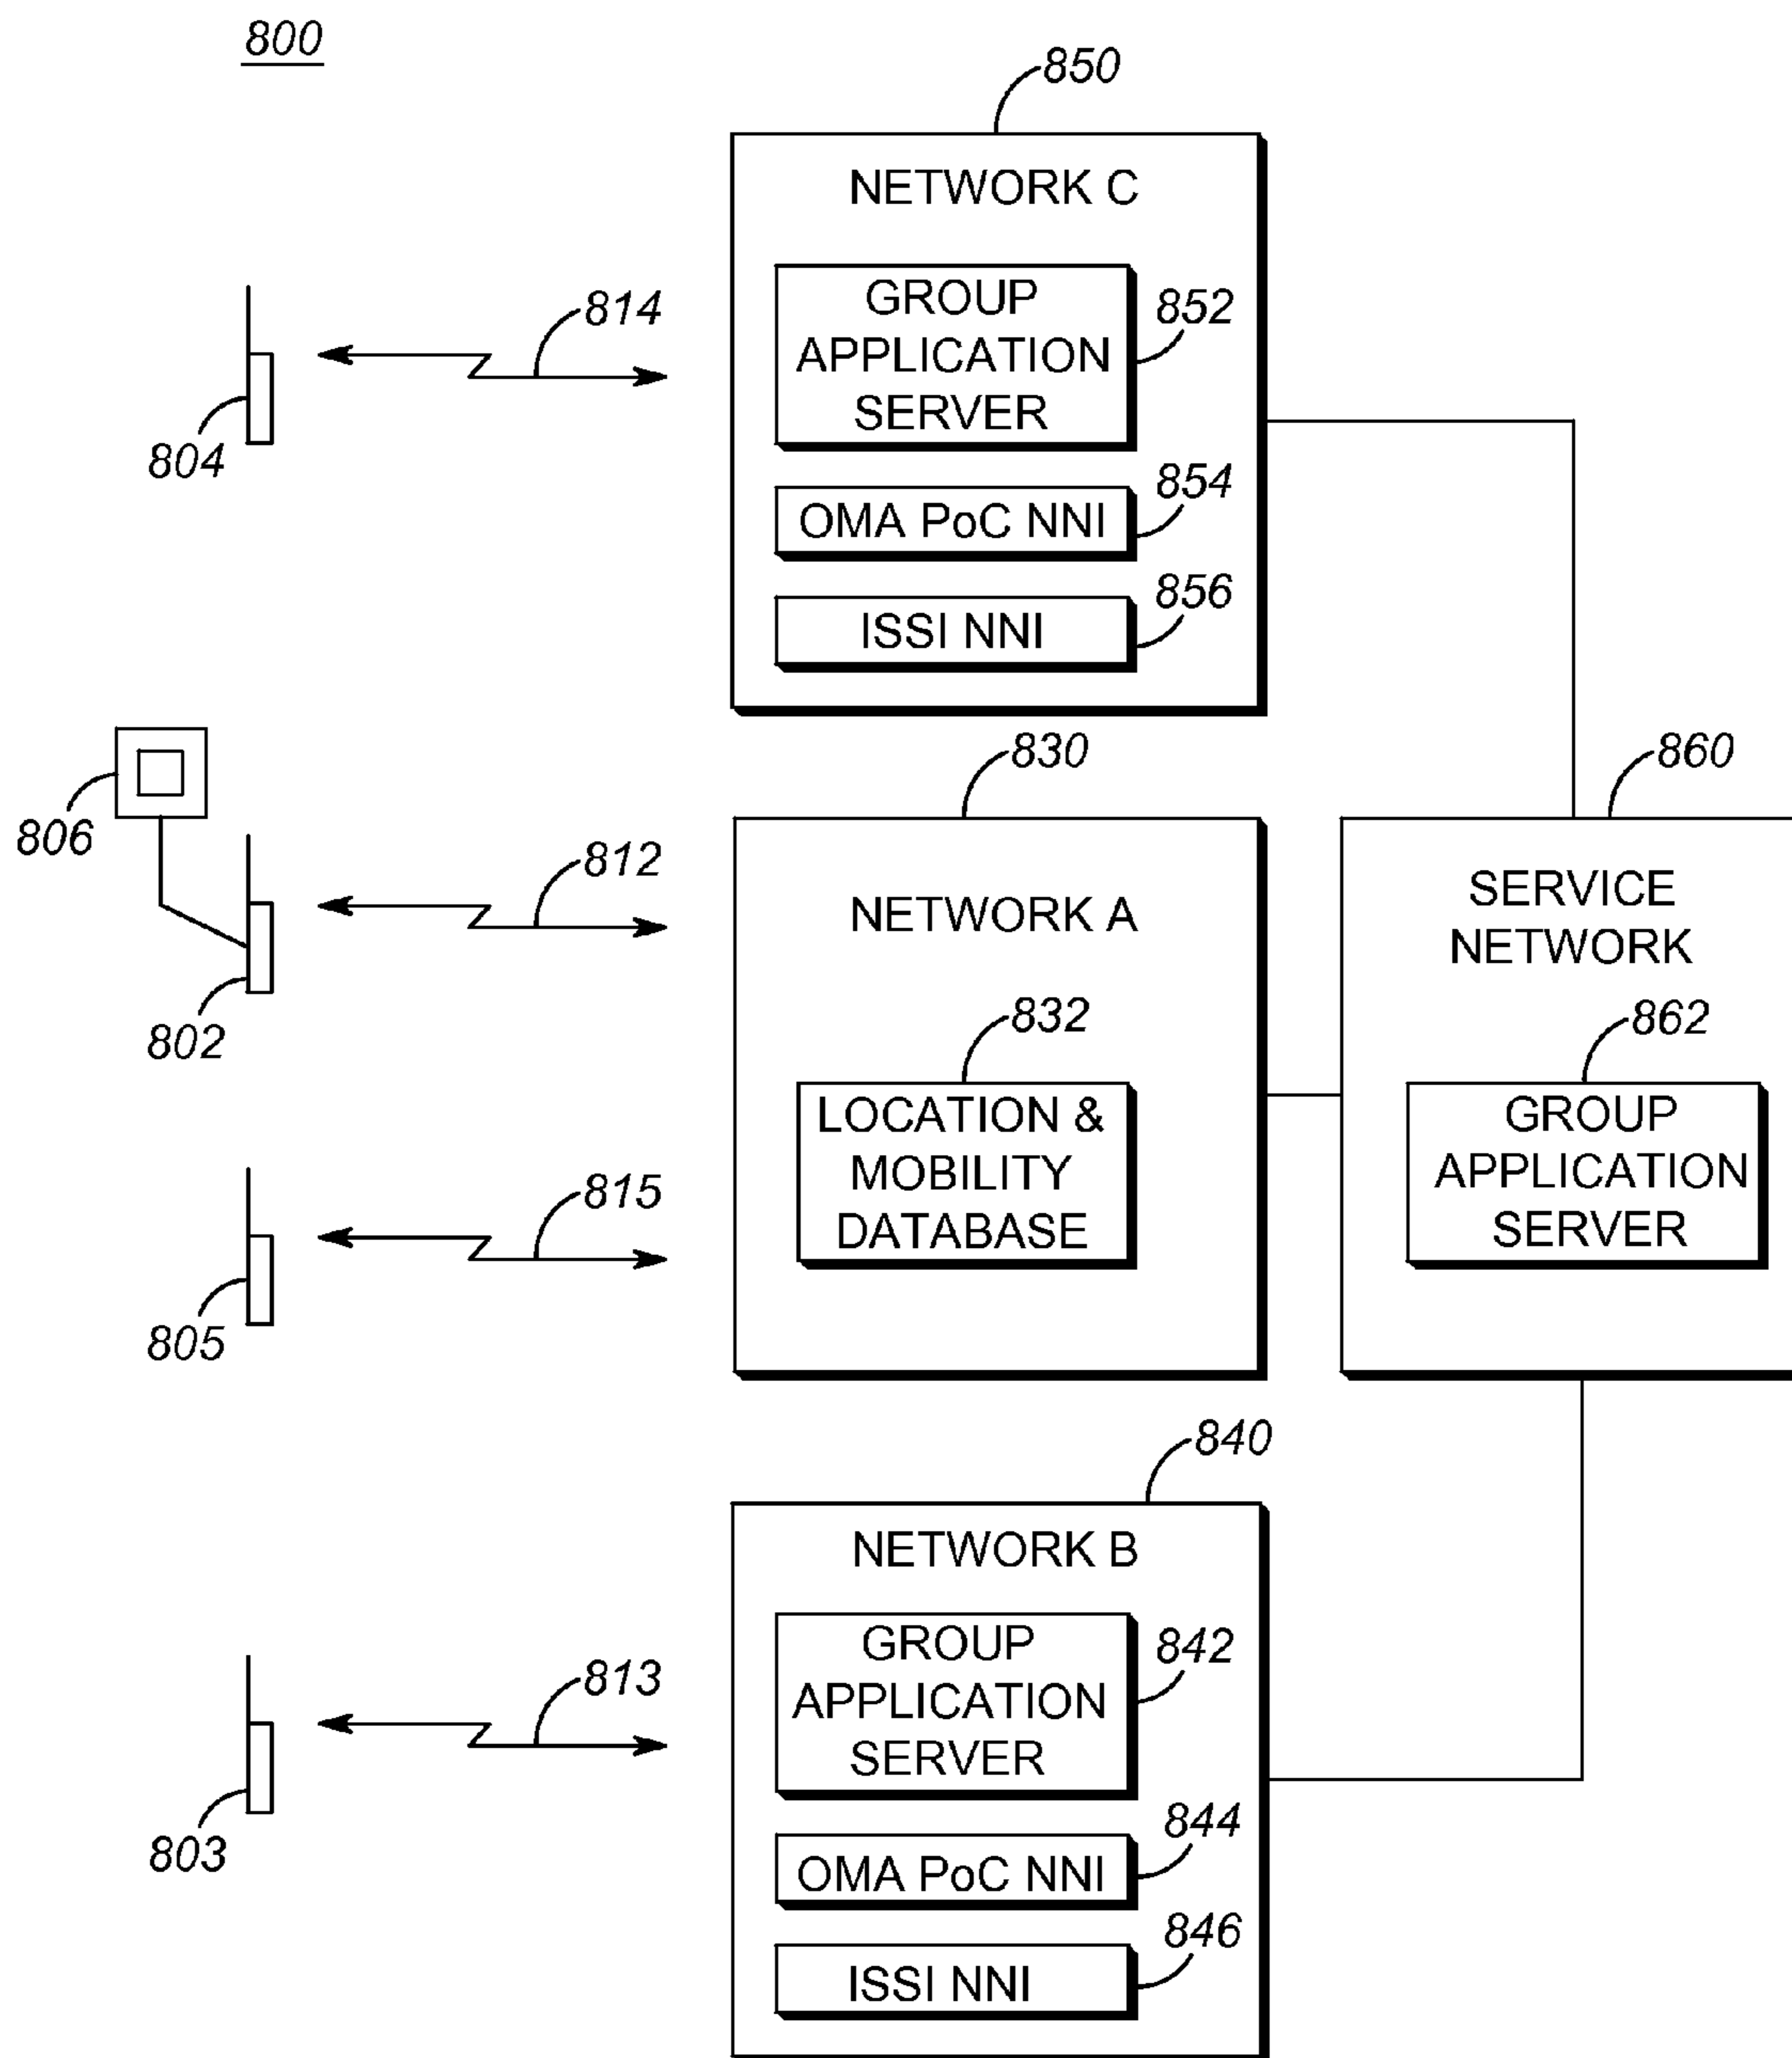 800
850
NETWORK C
814
GROUP
APPLICATION
SERVER
852
804
854
OMA PoC NNI
856
ISSI NNI
830
860
806
812
NETWORK A
SERVICE
NETWORK
802
832
862
LOCATION &
MOBILITY
DATABASE
GROUP
APPLICATION
SERVER
815
805
840
NETWORK B
813
GROUP
APPLICATION
SERVER
842
803
844
OMA PoC NNI
846
ISSI NNI